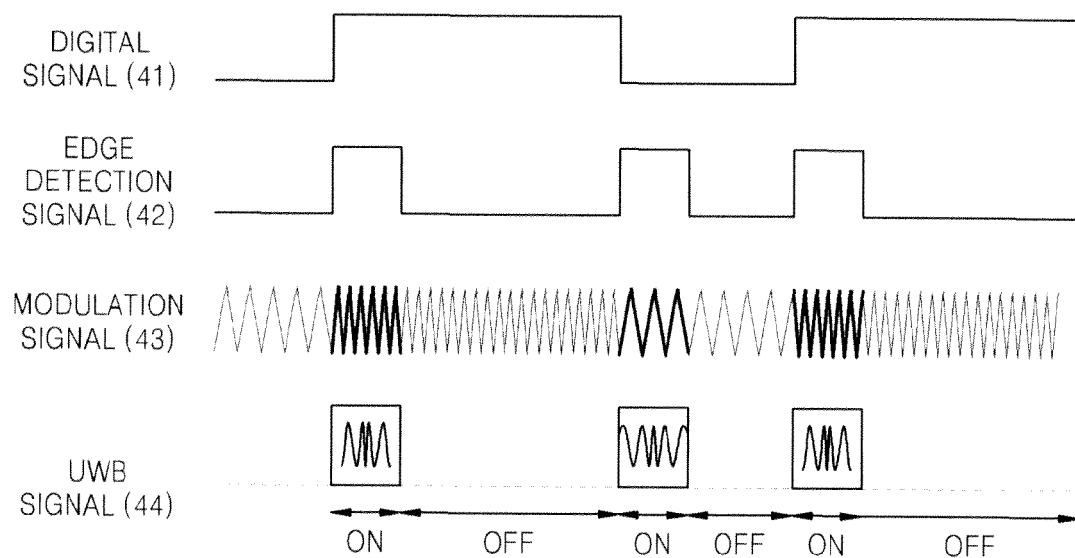 DIGITAL
SIGNAL (41)
EDGE
DETECTION
SIGNAL (42)
MODULATION
SIGNAL (43)
UWB
SIGNAL (44)
ON OFF ON OFF ON OFF